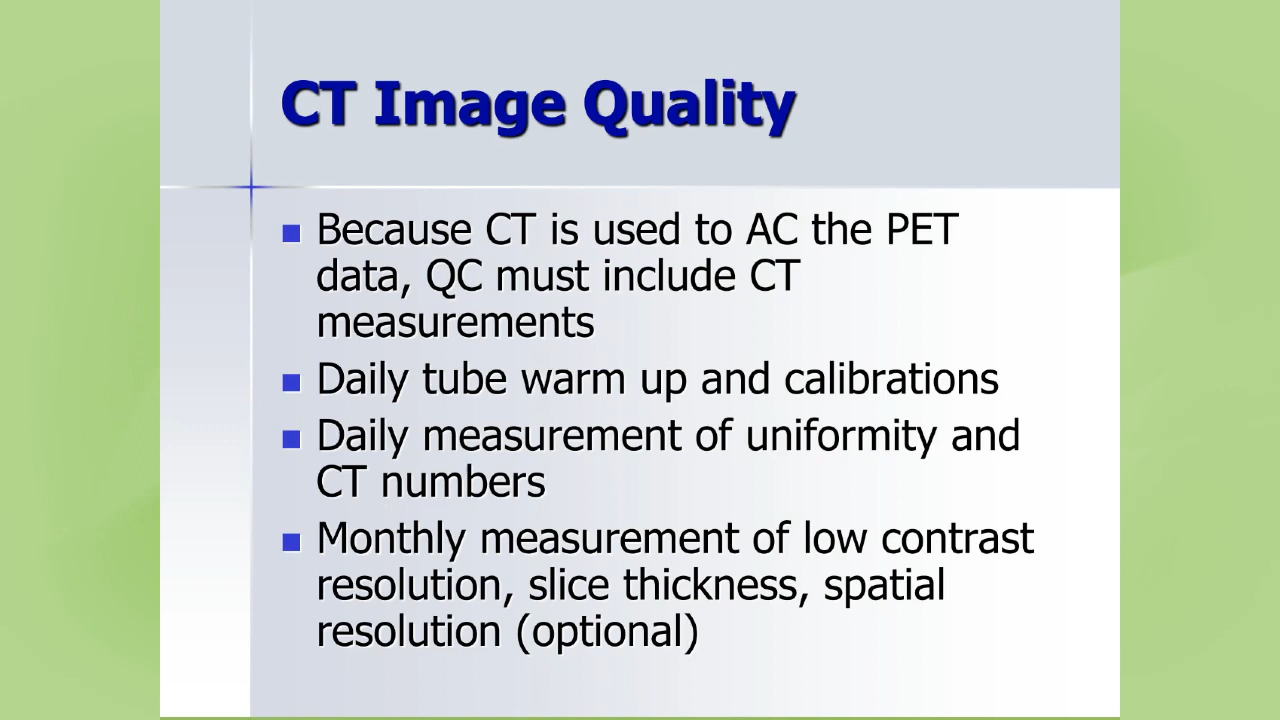 CT Image Quality
Because CT is used to AC the PET
data, QC must include CT
measurements
Daily tube warm up and calibrations
Daily measurement of uniformity and
CT numbers
Monthly measurement of low contrast
resolution, slice thickness, spatial
resolution (optional)